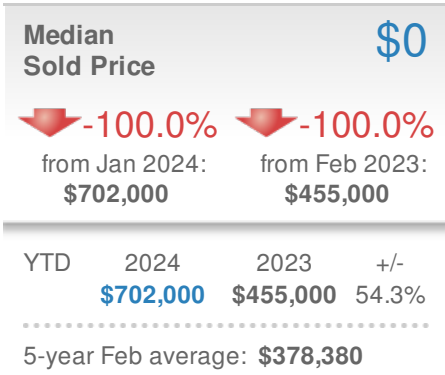 Median $0
Sold Price
-100.0% -100.0%
from Jan 2024: from Feb 2023:
$702,000 $455,000
YTD 2024 2023 +/-
$702,000 $455,000 54.3%
5-year Feb average: $378,380